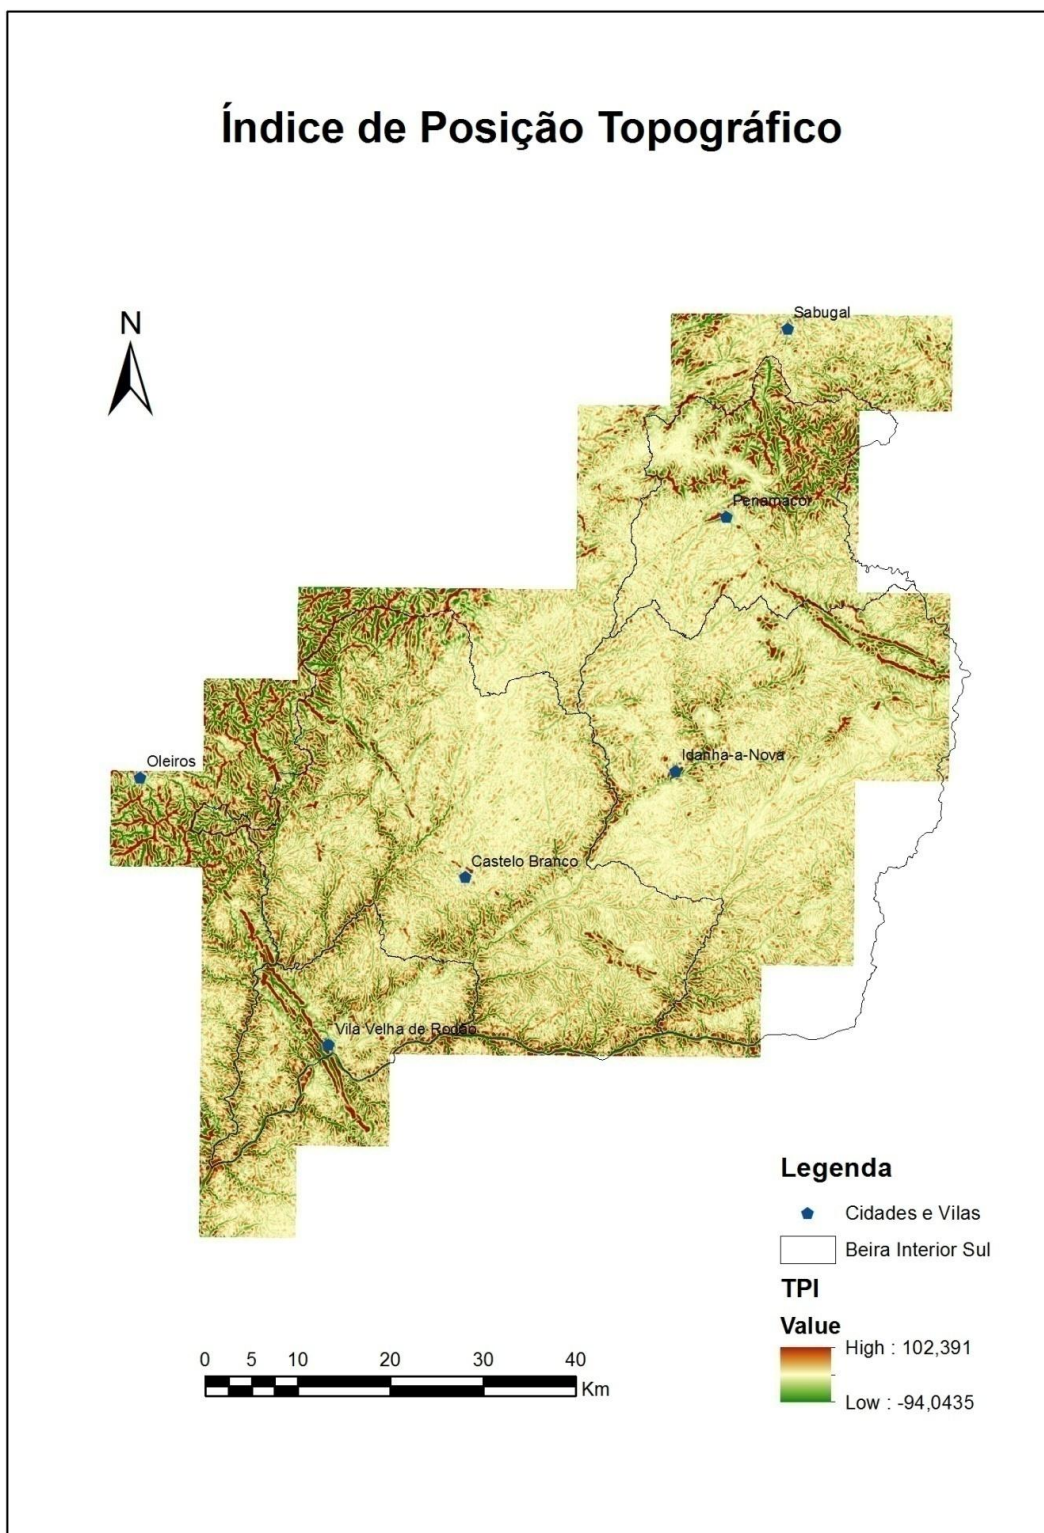 Índice de Posição Topográfico
N
Sabugal
Penamacor
Oleiros
Idanha-a-Nova
Castelo Branco
Vila Velha de Rodão
Legenda
Cidades e Vilas
Beira Interior Sul
TPI
Value
High : 102,391
Low : -94,0435
0 5 10 20 30 40
Km